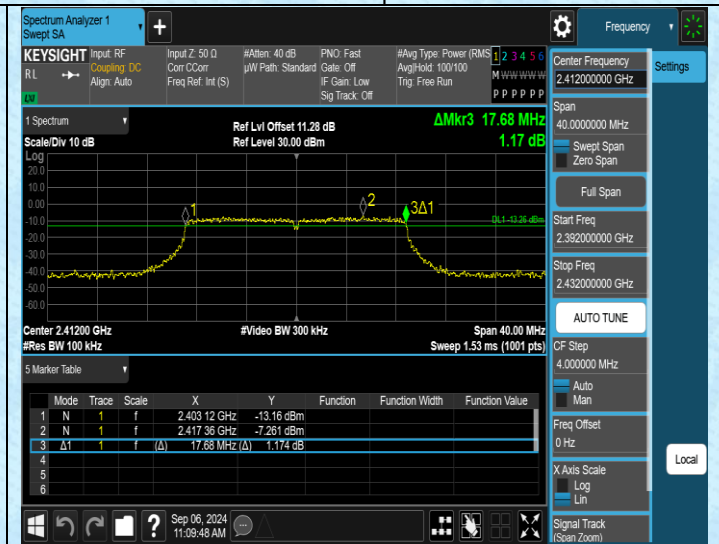 Spectrum Analyzer 1
Swept SA
+
Frequency
KEYSIGHT
RL
Input: RF
Coupling: DC
Align: Auto
Input Z: 50 Ω
Corr CCorr
Freq Ref: Int (S)
#Atten: 40 dB
µW Path: Standard
PNO: Fast
Gate: Off
IF Gain: Low
Sig Track: Off
#Avg Type: Power (RMS
Avg|Hold: 100/100
Trig: Free Run
1 2 3 4 5 6
M W W W W W
P P P P P P
LXI
1 Spectrum
Scale/Div 10 dB
Ref Lvl Offset 11.28 dB
Ref Level 30.00 dBm
ΔMkr3 17.68 MHz
1.17 dB
Log
20.0
10.0
0.00
-10.0
-20.0
-30.0
-40.0
-50.0
-60.0
1
2
3Δ1
DL1 -13.26 dBm
Center 2.41200 GHz
#Res BW 100 kHz
#Video BW 300 kHz
Span 40.00 MHz
Sweep 1.53 ms (1001 pts)
5 Marker Table
Mode Trace Scale X Y Function Function Width Function Value
1 N 1 f 2.403 12 GHz -13.16 dBm
2 N 1 f 2.417 36 GHz -7.261 dBm
3 Δ1 1 f (Δ) 17.68 MHz (Δ) 1.174 dB
4
5
6
?
Sep 06, 2024
11:09:48 AM
Center Frequency
2.412000000 GHz
Settings
Span
40.0000000 MHz
Swept Span
Zero Span
Full Span
Start Freq
2.392000000 GHz
Stop Freq
2.432000000 GHz
AUTO TUNE
CF Step
4.000000 MHz
Auto
Man
Freq Offset
0 Hz
X Axis Scale
Log
Lin
Local
Signal Track
(Span Zoom)